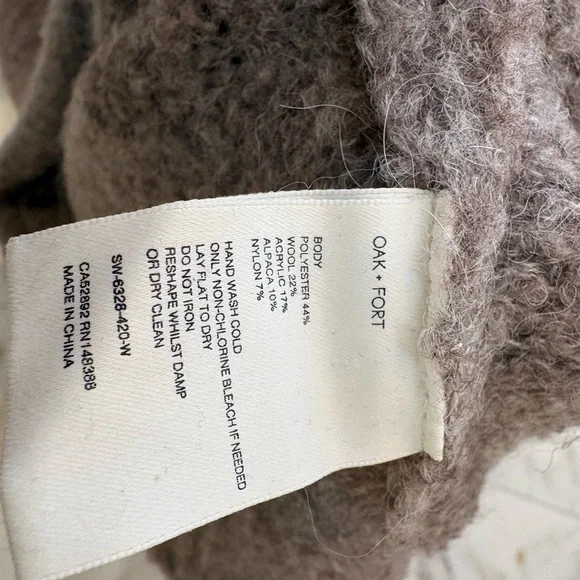 OAK + FORT
BODY
POLYESTER 44%
WOOL 22%
ACRYLIC 17%
ALPACA 10%
NYLON 7%
HAND WASH COLD
ONLY NON-CHLORINE BLEACH IF NEEDED
LAY FLAT TO DRY
DO NOT IRON
RESHAPE WHILST DAMP
OR DRY CLEAN
SW-6328-420-W
CA52892 RN148388
MADE IN CHINA